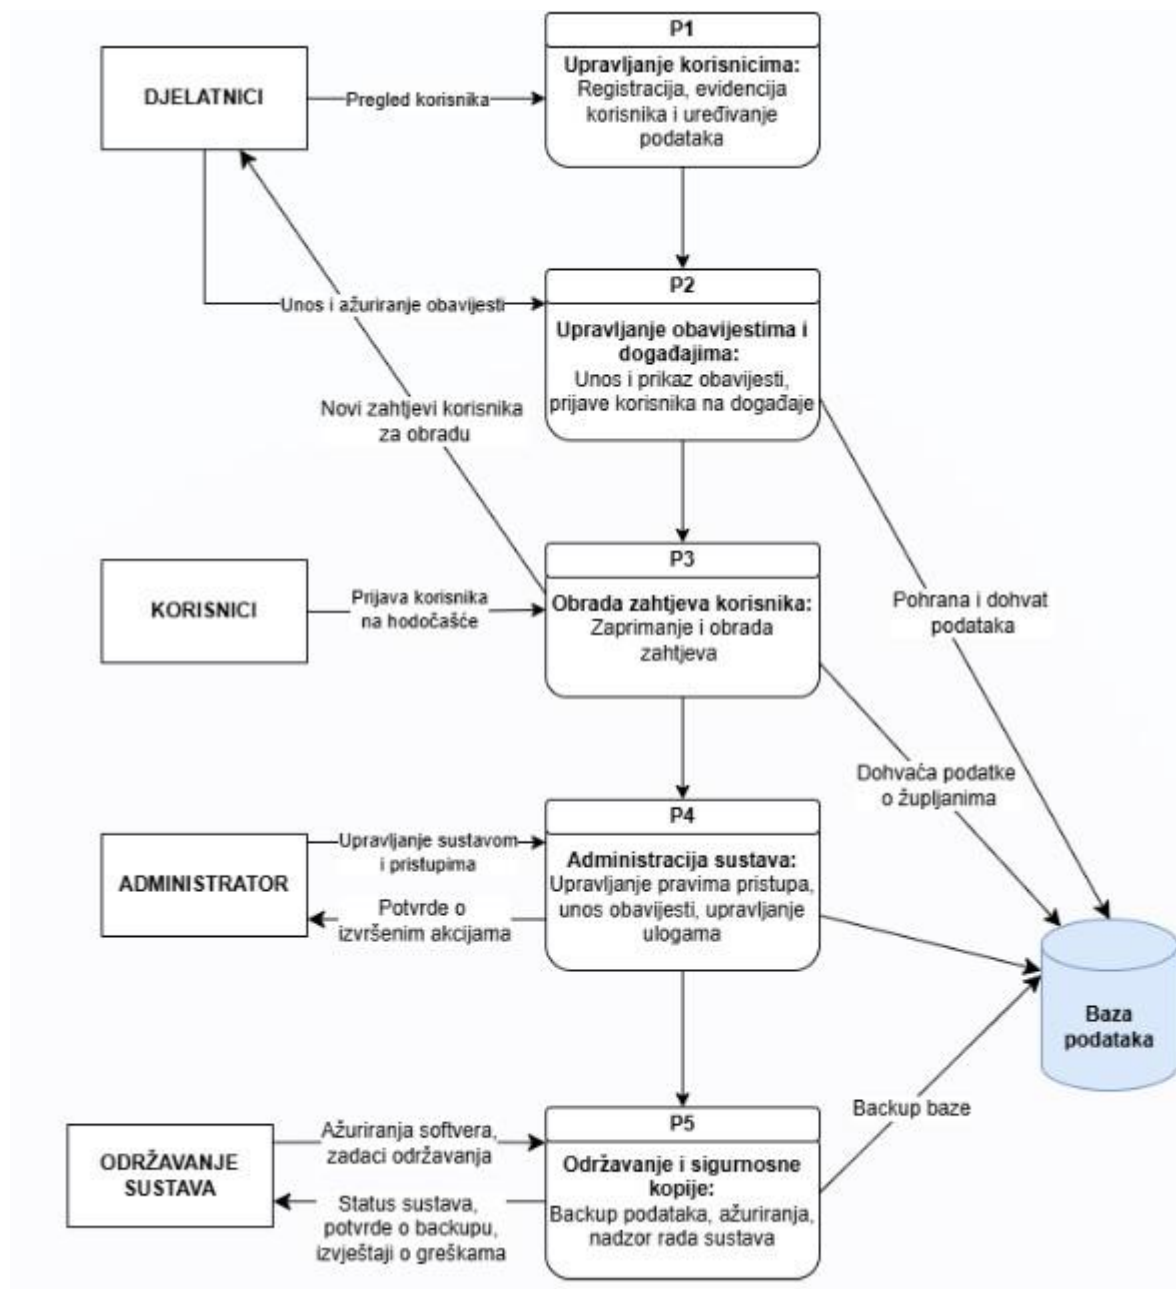 P1
Upravljanje korisnicima:
Registracija, evidencija
korisnika i uređivanje
podataka
DJELATNICI
Pregled korisnika
P2
Unos i ažuriranje obavijesti
Upravljanje obavijestima i
događajima:
Unos i prikaz obavijesti,
prijave korisnika na događaje
Novi zahtjevi korisnika
za obradu
P3
KORISNICI
Prijava korisnika
na hodočašće
Obrada zahtjeva korisnika:
Zaprimanje i obrada
zahtjeva
Pohrana i dohvat
podataka
Dohvaća podatke
o župljanima
P4
ADMINISTRATOR
Upravljanje sustavom
i pristupima
Potvrde o
izvršenim akcijama
Administracija sustava:
Upravljanje pravima pristupa,
unos obavijesti, upravljanje
ulogama
Baza
podataka
Backup baze
P5
ODRŽAVANJE
SUSTAVA
Ažuriranja softvera,
zadaci održavanja
Status sustava,
potvrde o backupu,
izvještaji o greškama
Održavanje i sigurnosne
kopije:
Backup podataka, ažuriranja,
nadzor rada sustava